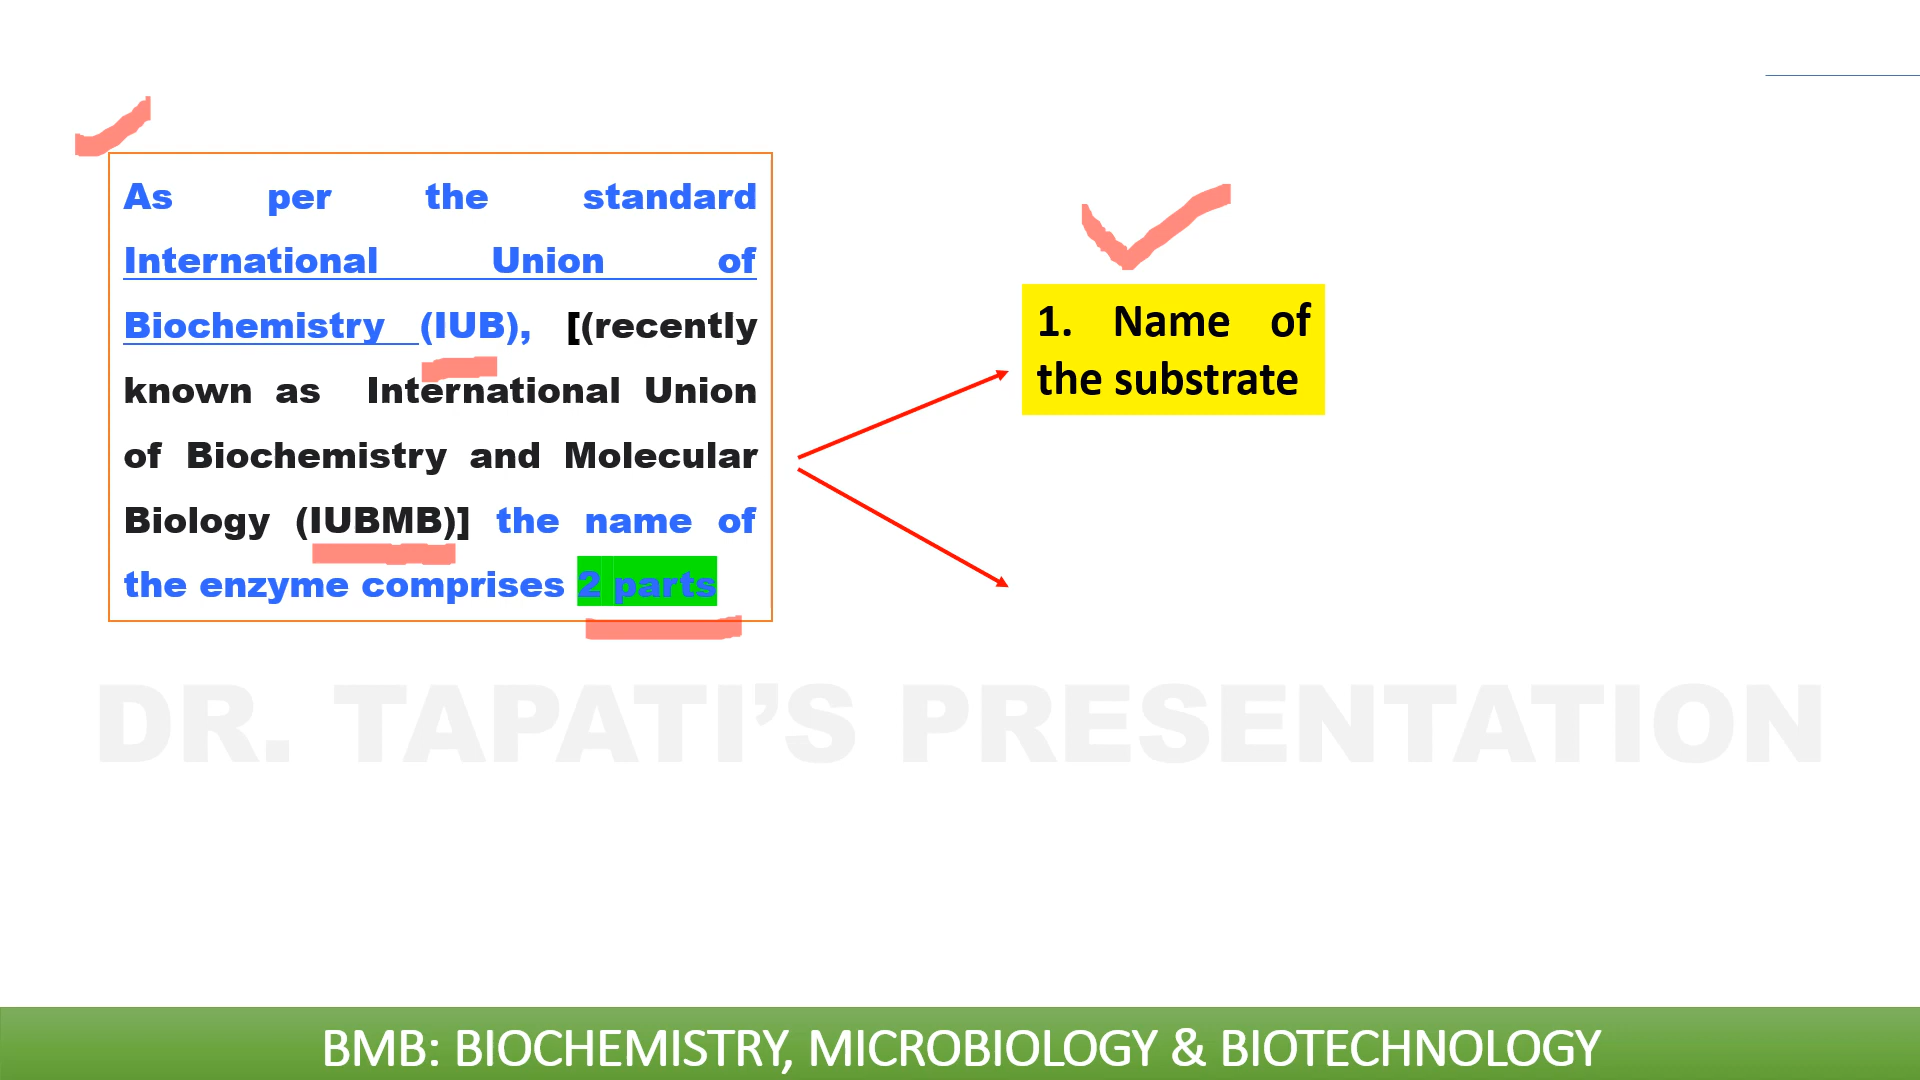 As per the standard
International Union of
Biochemistry (IUB), [(recently
known as International Union
of Biochemistry and Molecular
Biology (IUBMB)] the name of
the enzyme comprises 2 parts
1. Name of
the substrate
DR. TAPATI’S PRESENTATION
BMB: BIOCHEMISTRY, MICROBIOLOGY & BIOTECHNOLOGY